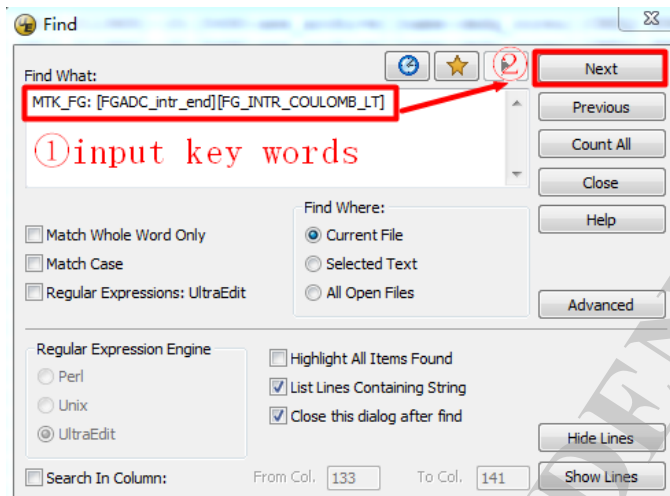 Find
Find What:
②
Next
MTK_FG: [FGADC_intr_end][FG_INTR_COULOMB_LT]
Previous
①input key words
Count All
Close
Find Where:
Help
Match Whole Word Only
Current File
Match Case
Selected Text
Regular Expressions: UltraEdit
All Open Files
Advanced
Regular Expression Engine
Highlight All Items Found
Perl
List Lines Containing String
Unix
Close this dialog after find
UltraEdit
Hide Lines
Search In Column:
From Col. 133
To Col. 141
Show Lines